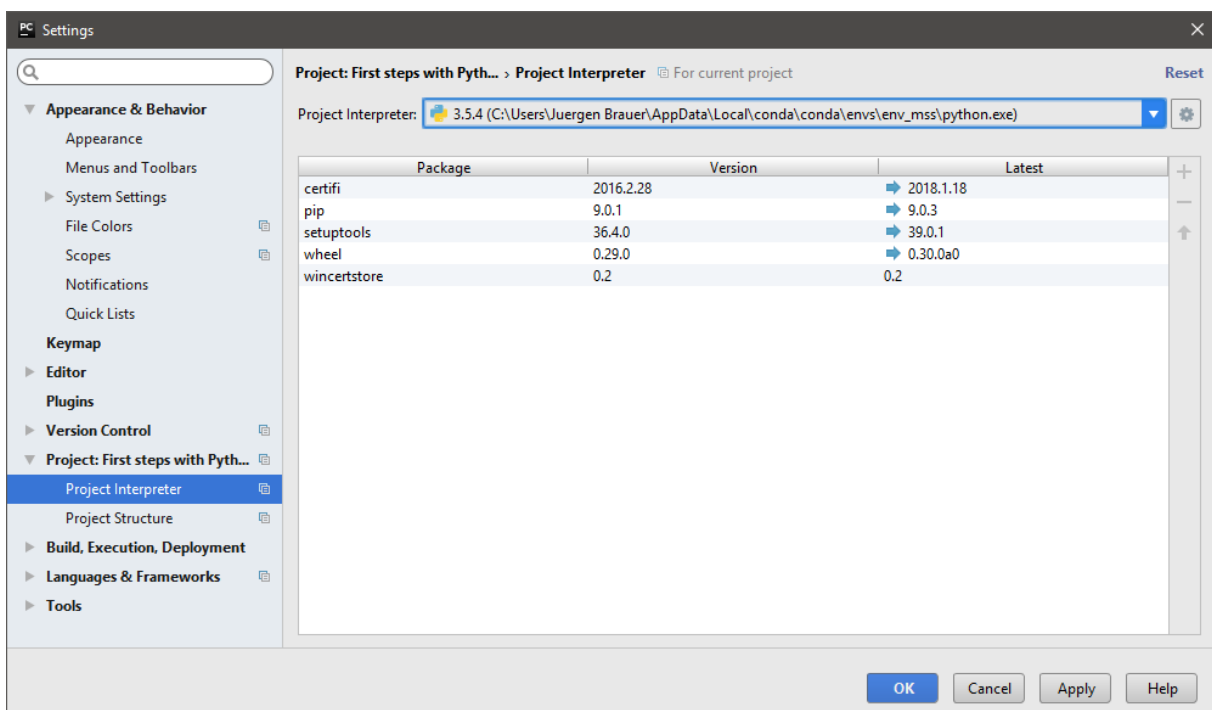 PC Settings
Project: First steps with Pyth... › Project Interpreter For current project Reset
Project Interpreter: 3.5.4 (C:\Users\Juergen Brauer\AppData\Local\conda\conda\envs\env_mss\python.exe)
Appearance & Behavior
Appearance
Menus and Toolbars
System Settings
File Colors
Scopes
Notifications
Quick Lists
Keymap
Editor
Plugins
Version Control
Project: First steps with Pyth...
Project Interpreter
Project Structure
Build, Execution, Deployment
Languages & Frameworks
Tools
Package Version Latest
certifi 2016.2.28 2018.1.18
pip 9.0.1 9.0.3
setuptools 36.4.0 39.0.1
wheel 0.29.0 0.30.0a0
wincertstore 0.2 0.2
OK Cancel Apply Help